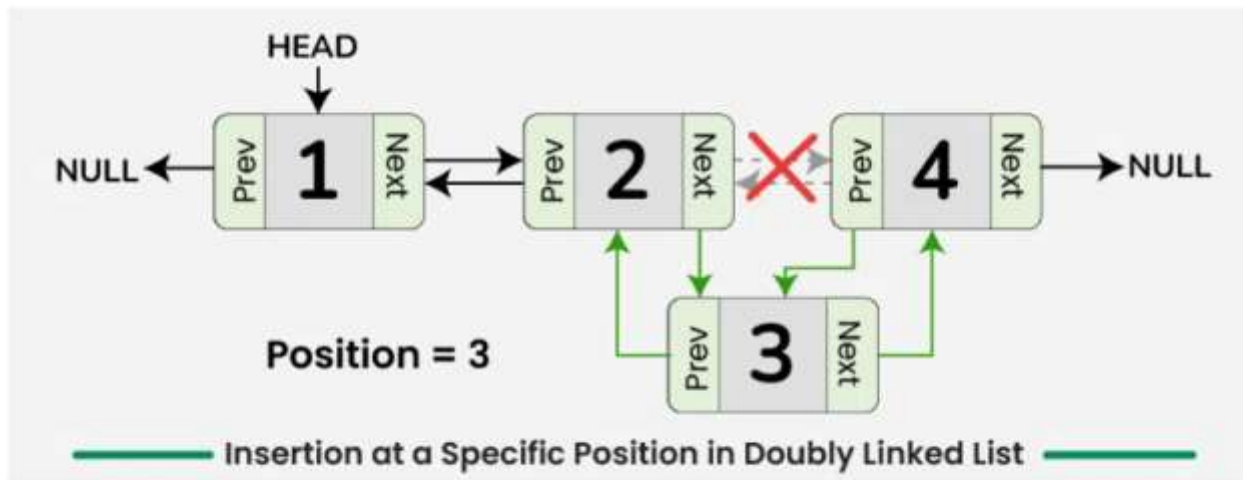 HEAD
NULL
Prev
1
Next
Prev
2
Next
Prev
4
Next
NULL
Prev
3
Next
Position = 3
Insertion at a Specific Position in Doubly Linked List